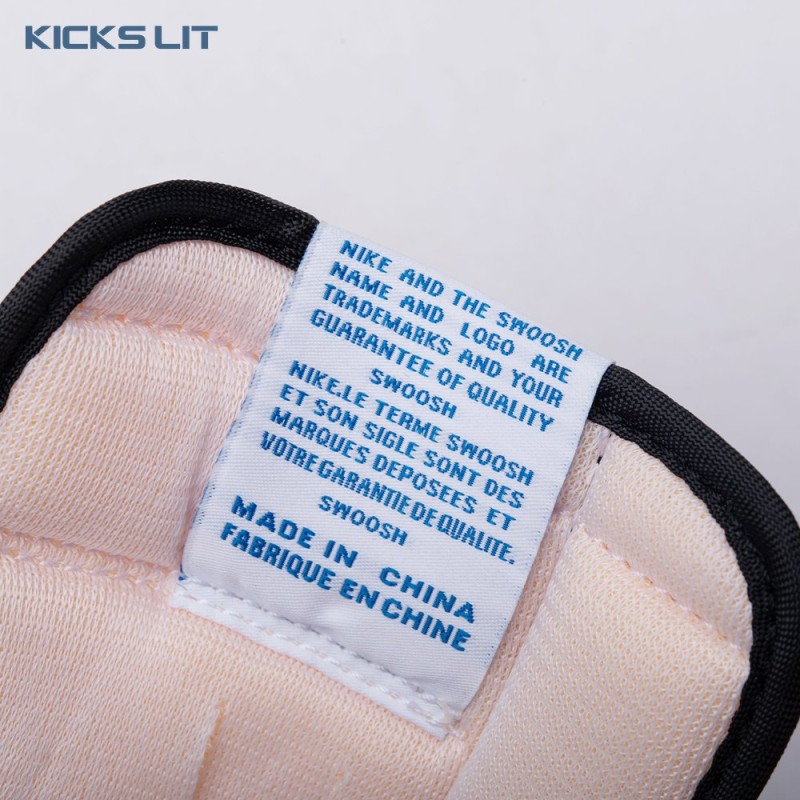 KICKS LIT
NIKE AND THE SWOOSH
NAME AND LOGO ARE
TRADEMARKS AND YOUR
GUARANTEE OF QUALITY
SWOOSH
NIKE.LE TERME SWOOSH
ET SON SIGLE SONT DES
MARQUES DEPOSEES ET
VOTRE GARANTIE DE QUALITE.
SWOOSH
MADE IN CHINA
FABRIQUE EN CHINE